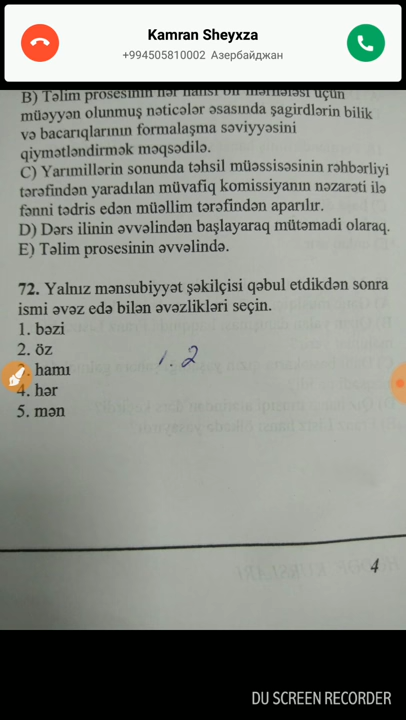 Kamran Sheyxza
+994505810002 Азербайджан
B) Təlim prosesinin hər hansı bir mərhələsi üçün
müəyyən olunmuş nəticələr əsasında şagirdlərin bilik
və bacarıqlarının formalaşma səviyyəsini
qiymətləndirmək məqsədilə.
C) Yarımillərin sonunda təhsil müəssisəsinin rəhbərliyi
tərəfindən yaradılan müvafiq komissiyanın nəzarəti ilə
fənni tədris edən müəllim tərəfindən aparılır.
D) Dərs ilinin əvvəlindən başlayaraq mütəmadi olaraq.
E) Təlim prosesinin əvvəlində.
72. Yalnız mənsubiyyət şəkilçisi qəbul etdikdən sonra
ismi əvəz edə bilən əvəzlikləri seçin.
1. bəzi
2. öz
hamı
4. hər
5. mən
1. 2
4
DU SCREEN RECORDER